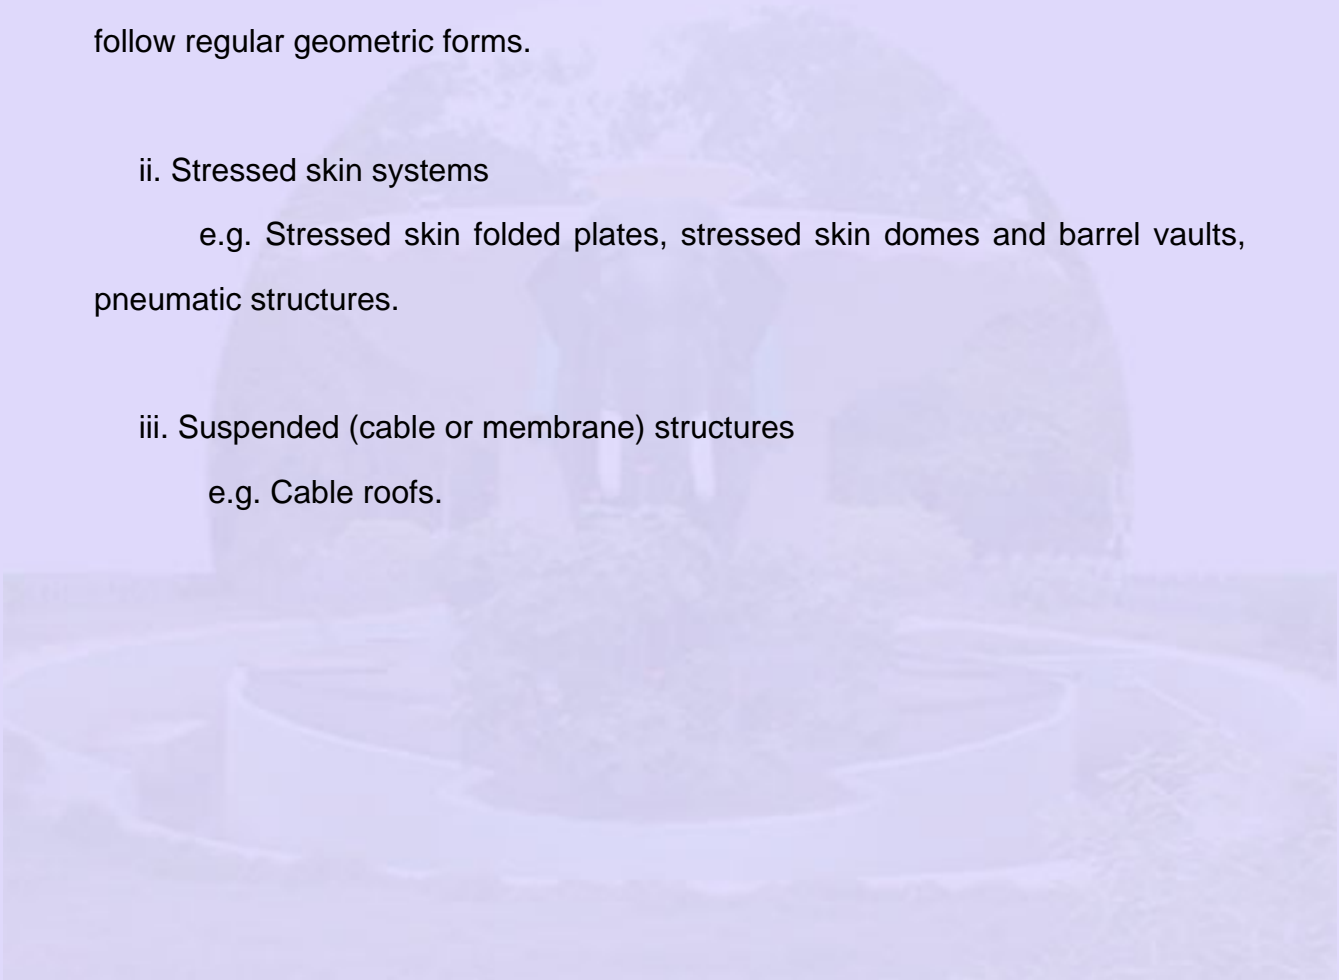 follow regular geometric forms.
ii. Stressed skin systems
e.g. Stressed skin folded plates, stressed skin domes and barrel vaults,
pneumatic structures.
iii. Suspended (cable or membrane) structures
e.g. Cable roofs.